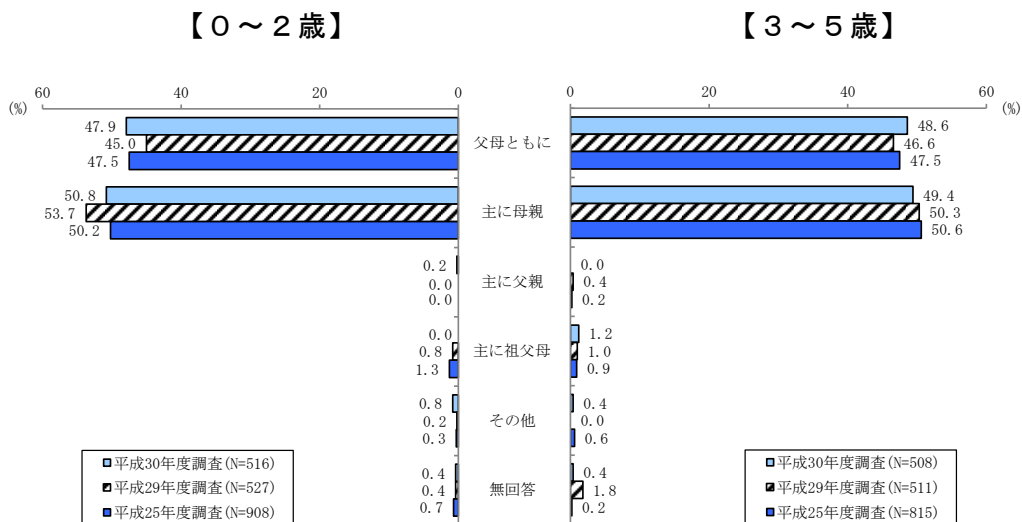 【０～２歳】
【３～５歳】
60 40 20 0
(%)
0 20 40 60
(%)
47.9
45.0
47.5
父母ともに
48.6
46.6
47.5
50.8
53.7
50.2
主に母親
49.4
50.3
50.6
0.2
0.0
0.0
主に父親
0.0
0.4
0.2
0.0
0.8
1.3
主に祖父母
1.2
1.0
0.9
0.8
0.2
0.3
その他
0.4
0.0
0.6
0.4
0.4
0.7
無回答
0.4
1.8
0.2
平成30年度調査(N=516)
平成29年度調査(N=527)
平成25年度調査(N=908)
平成30年度調査(N=508)
平成29年度調査(N=511)
平成25年度調査(N=815)